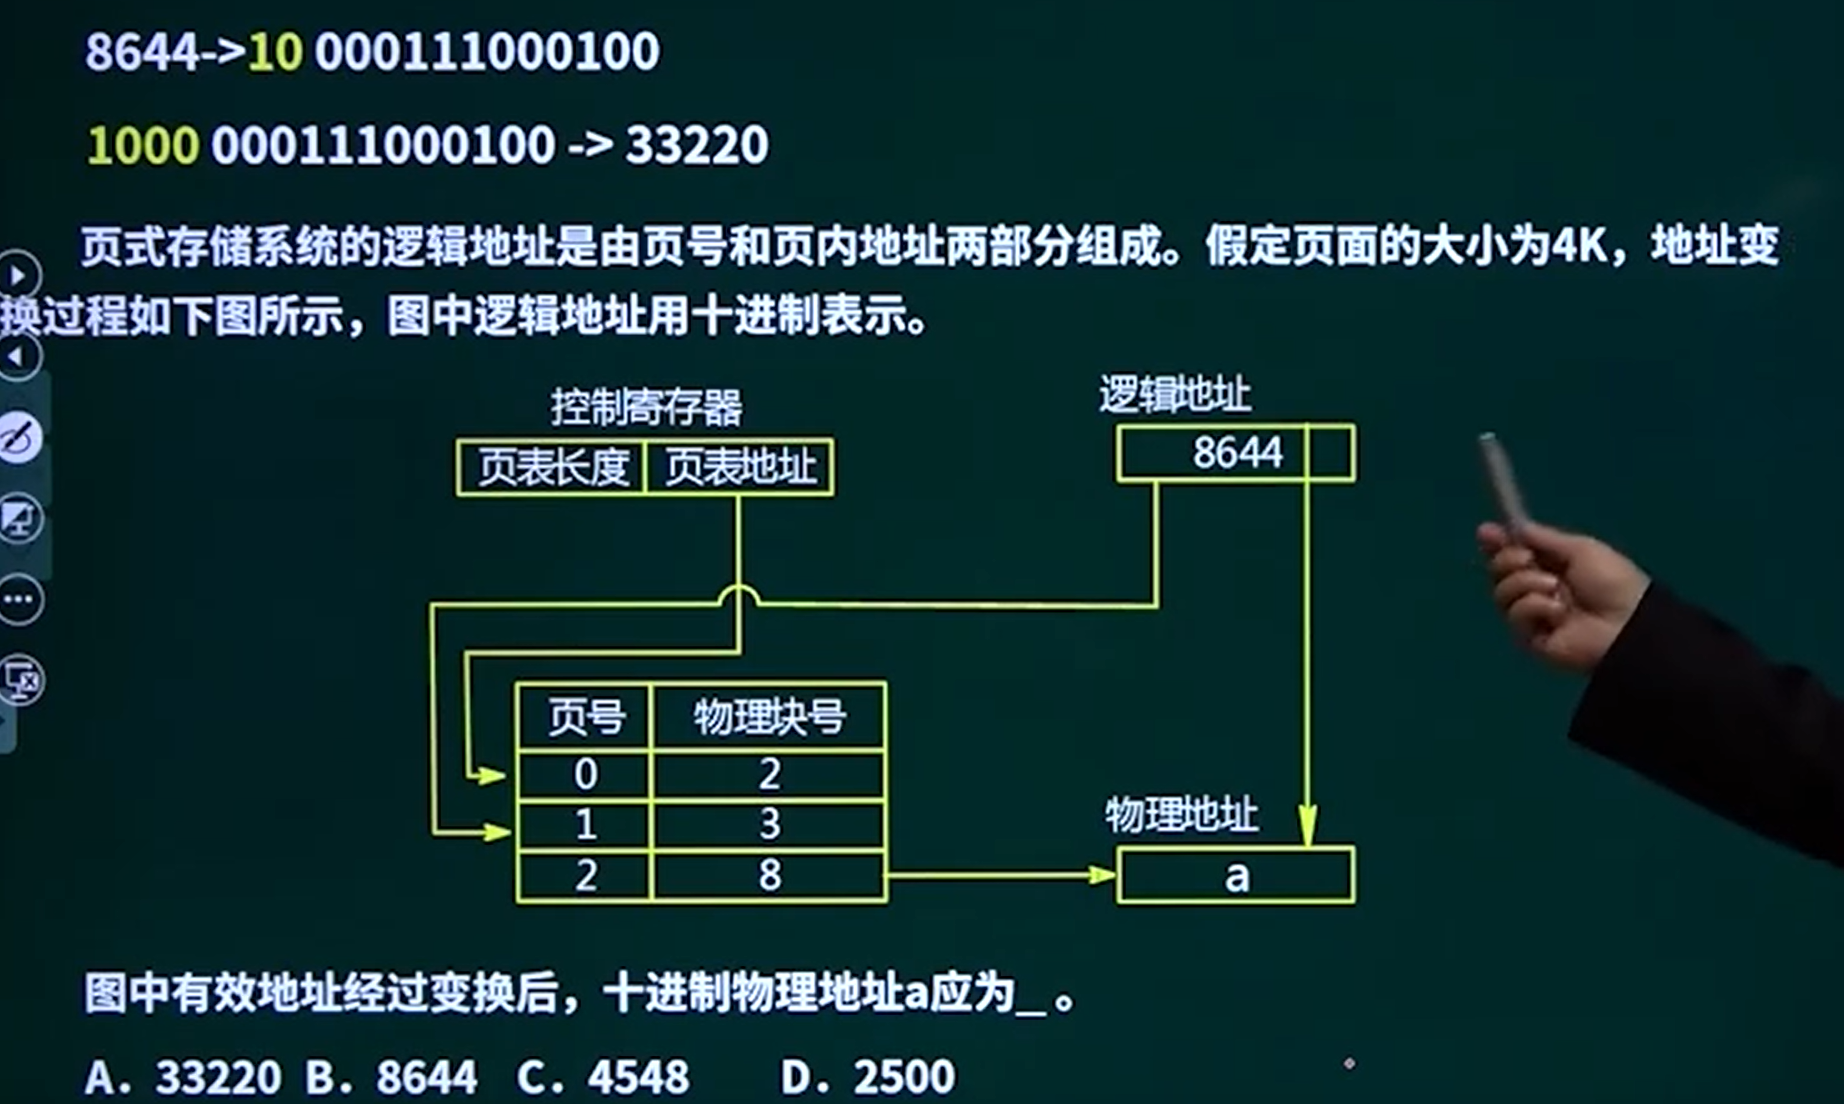 8644->10 000111000100
1000 000111000100 -> 33220
页式存储系统的逻辑地址是由页号和页内地址两部分组成。假定页面的大小为4K，地址变
换过程如下图所示，图中逻辑地址用十进制表示。
控制寄存器
页表长度 页表地址
逻辑地址
8644
页号 物理块号
0 2
1 3
2 8
物理地址
a
图中有效地址经过变换后，十进制物理地址a应为_。
A. 33220 B. 8644 C. 4548 D. 2500